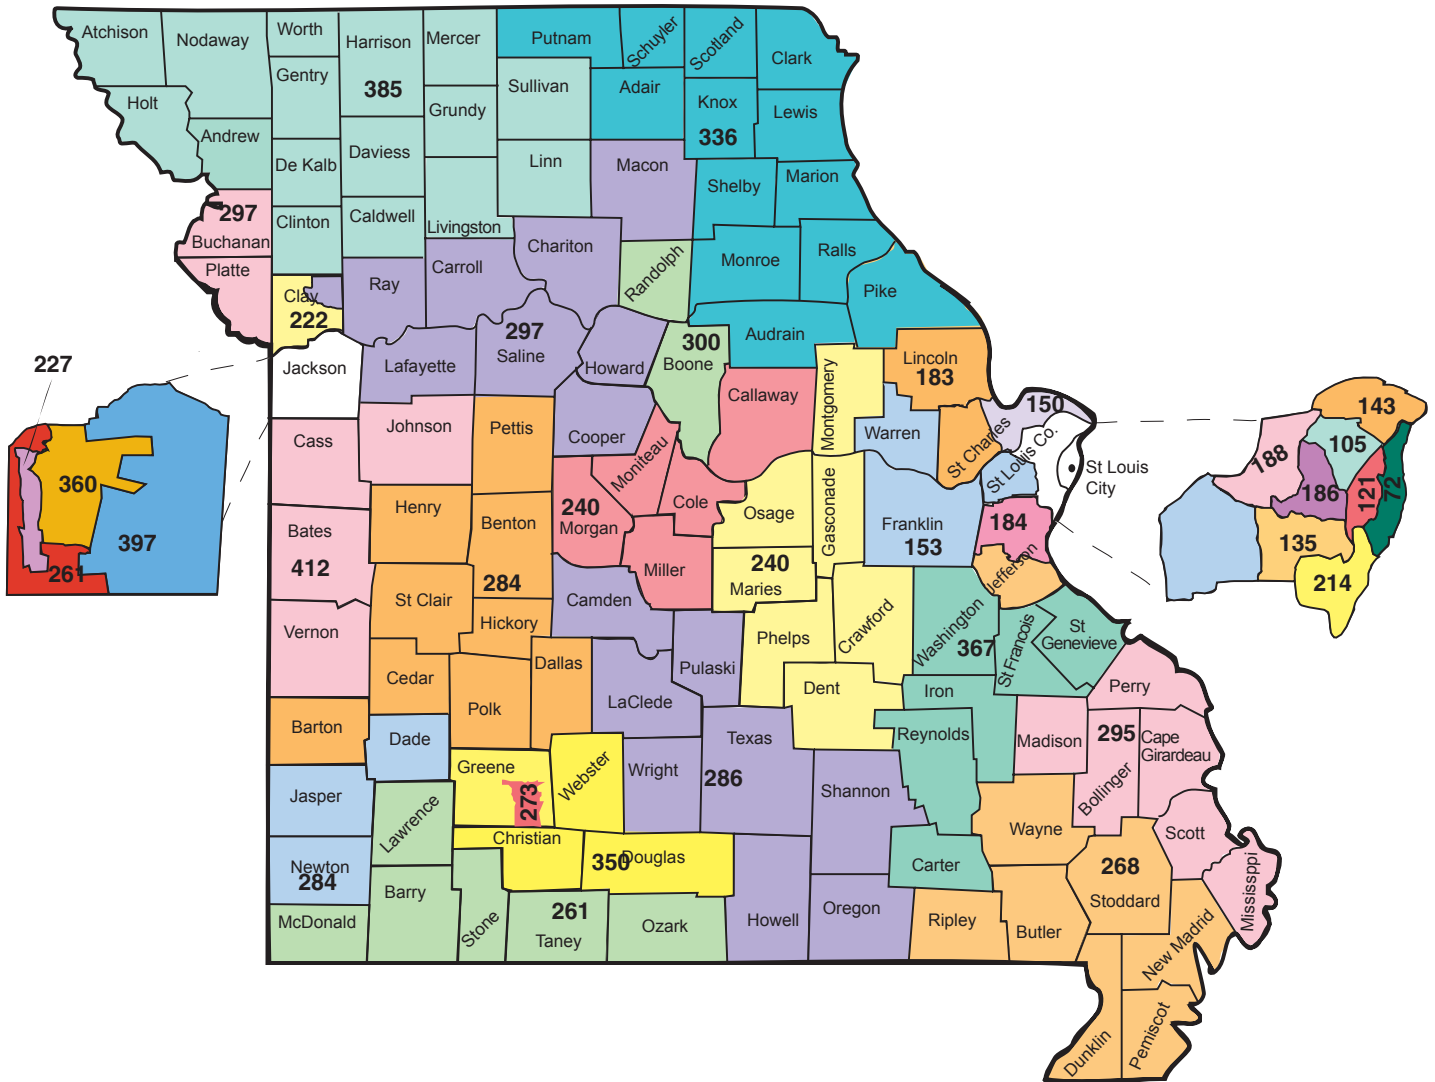 Atchison
Nodaway
Worth
Harrison
Mercer
Putnam
Schuyler
Scotland
Clark
Gentry
385
Sullivan
Adair
Knox
Lewis
Holt
Grundy
336
Andrew
De Kalb
Daviess
Linn
Macon
Shelby
Marion
297
Buchanan
Clinton
Caldwell
Livingston
Chariton
Randolph
Monroe
Ralls
Platte
Clay
222
Ray
Carroll
Pike
297
Saline
Howard
300
Boone
Audrain
Lincoln
183
227
Jackson
Lafayette
Callaway
Montgomery
150
143
Cass
Johnson
Pettis
Cooper
Moniteau
Warren
St Charles
St Louis Co.
St Louis
City
188
105
360
397
261
186
121
72
135
214
Henry
Benton
240
Morgan
Cole
Osage
Gasconade
Franklin
153
184
Bates
412
284
Miller
240
Maries
Jefferson
St Clair
Hickory
Camden
Vernon
Phelps
Crawford
Washington
367
St Francois
St
Genevieve
Cedar
Dallas
Pulaski
Polk
LaClede
Dent
Iron
Perry
Barton
Dade
Texas
Reynolds
Madison
295
Cape
Girardeau
Greene
273
Webster
Wright
286
Shannon
Bollinger
Jasper
Lawrence
Christian
Wayne
Scott
Newton
284
350
Douglas
Carter
268
Stoddard
Mississppi
McDonald
Barry
Stone
261
Taney
Ozark
Howell
Oregon
Ripley
Butler
New Madrid
Dunklin
Pemiscot